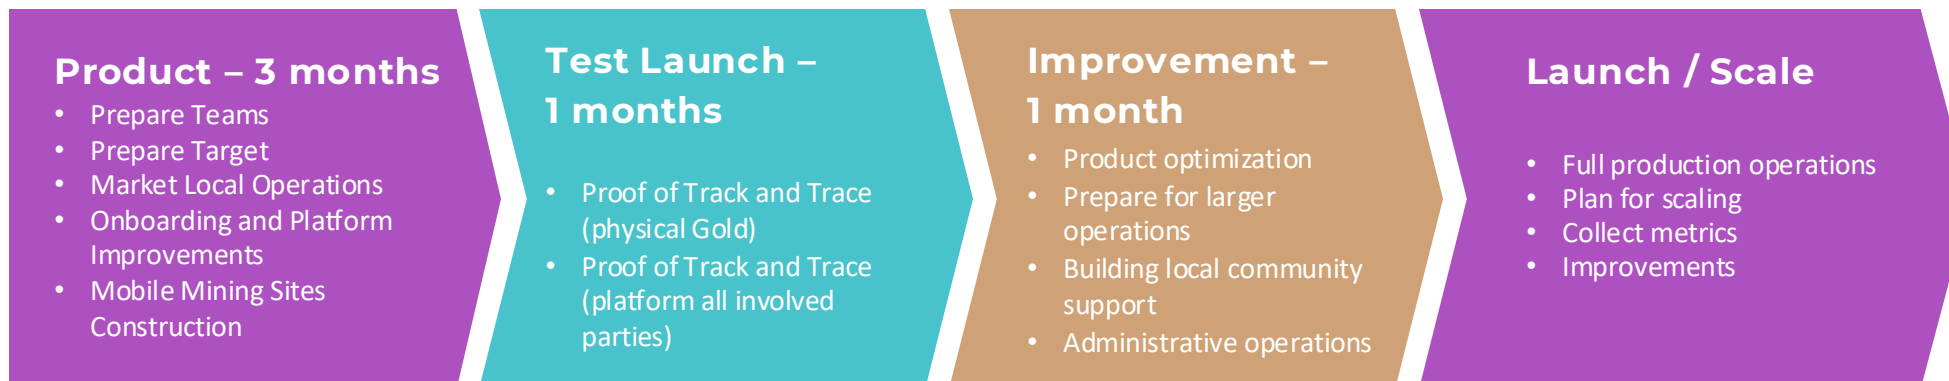 Product – 3 months
• Prepare Teams
• Prepare Target
• Market Local Operations
• Onboarding and Platform
Improvements
• Mobile Mining Sites
Construction
Test Launch –
1 months
• Proof of Track and Trace
(physical Gold)
• Proof of Track and Trace
(platform all involved
parties)
Improvement –
1 month
• Product optimization
• Prepare for larger
operations
• Building local community
support
• Administrative operations
Launch / Scale
• Full production operations
• Plan for scaling
• Collect metrics
• Improvements